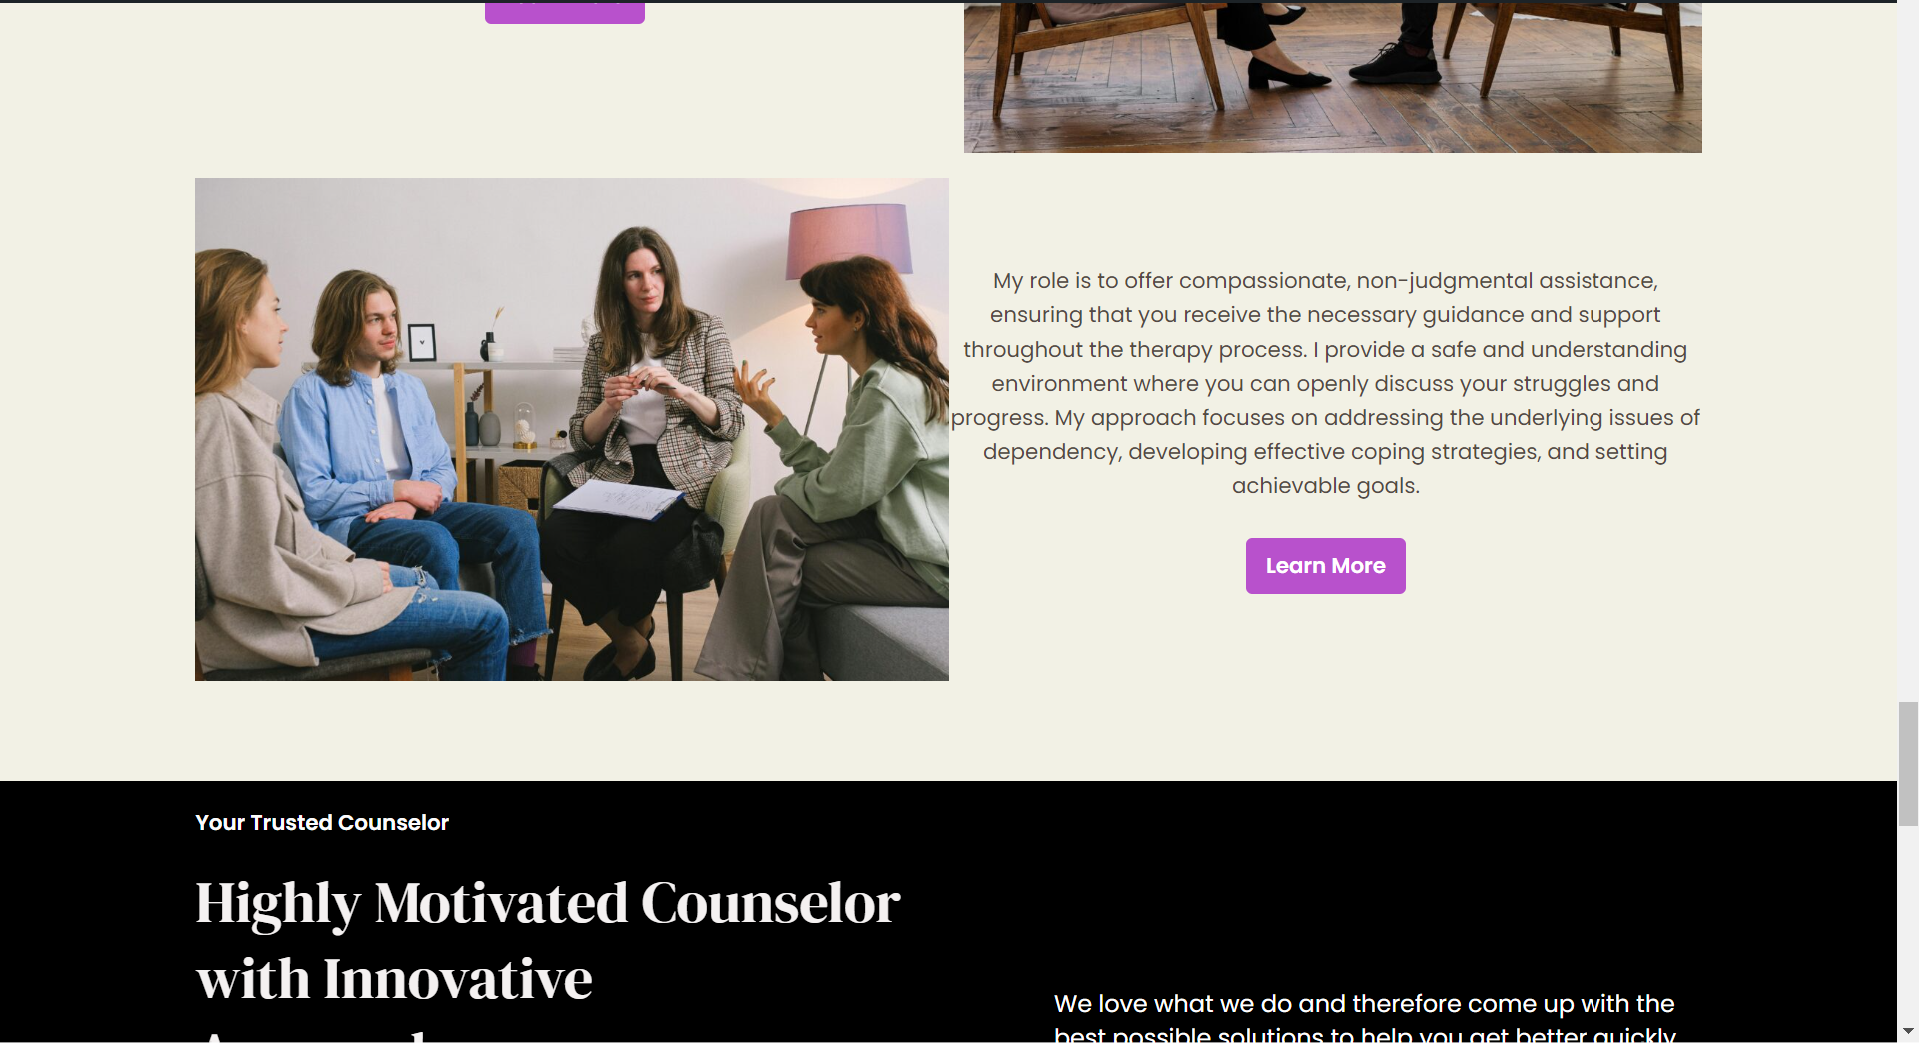 My role is to offer compassionate, non-judgmental assistance,
ensuring that you receive the necessary guidance and support
throughout the therapy process. I provide a safe and understanding
environment where you can openly discuss your struggles and
progress. My approach focuses on addressing the underlying issues of
dependency, developing effective coping strategies, and setting
achievable goals.
Learn More
Your Trusted Counselor
Highly Motivated Counselor
with Innovative
We love what we do and therefore come up with the
best possible solutions to help you get better quickly